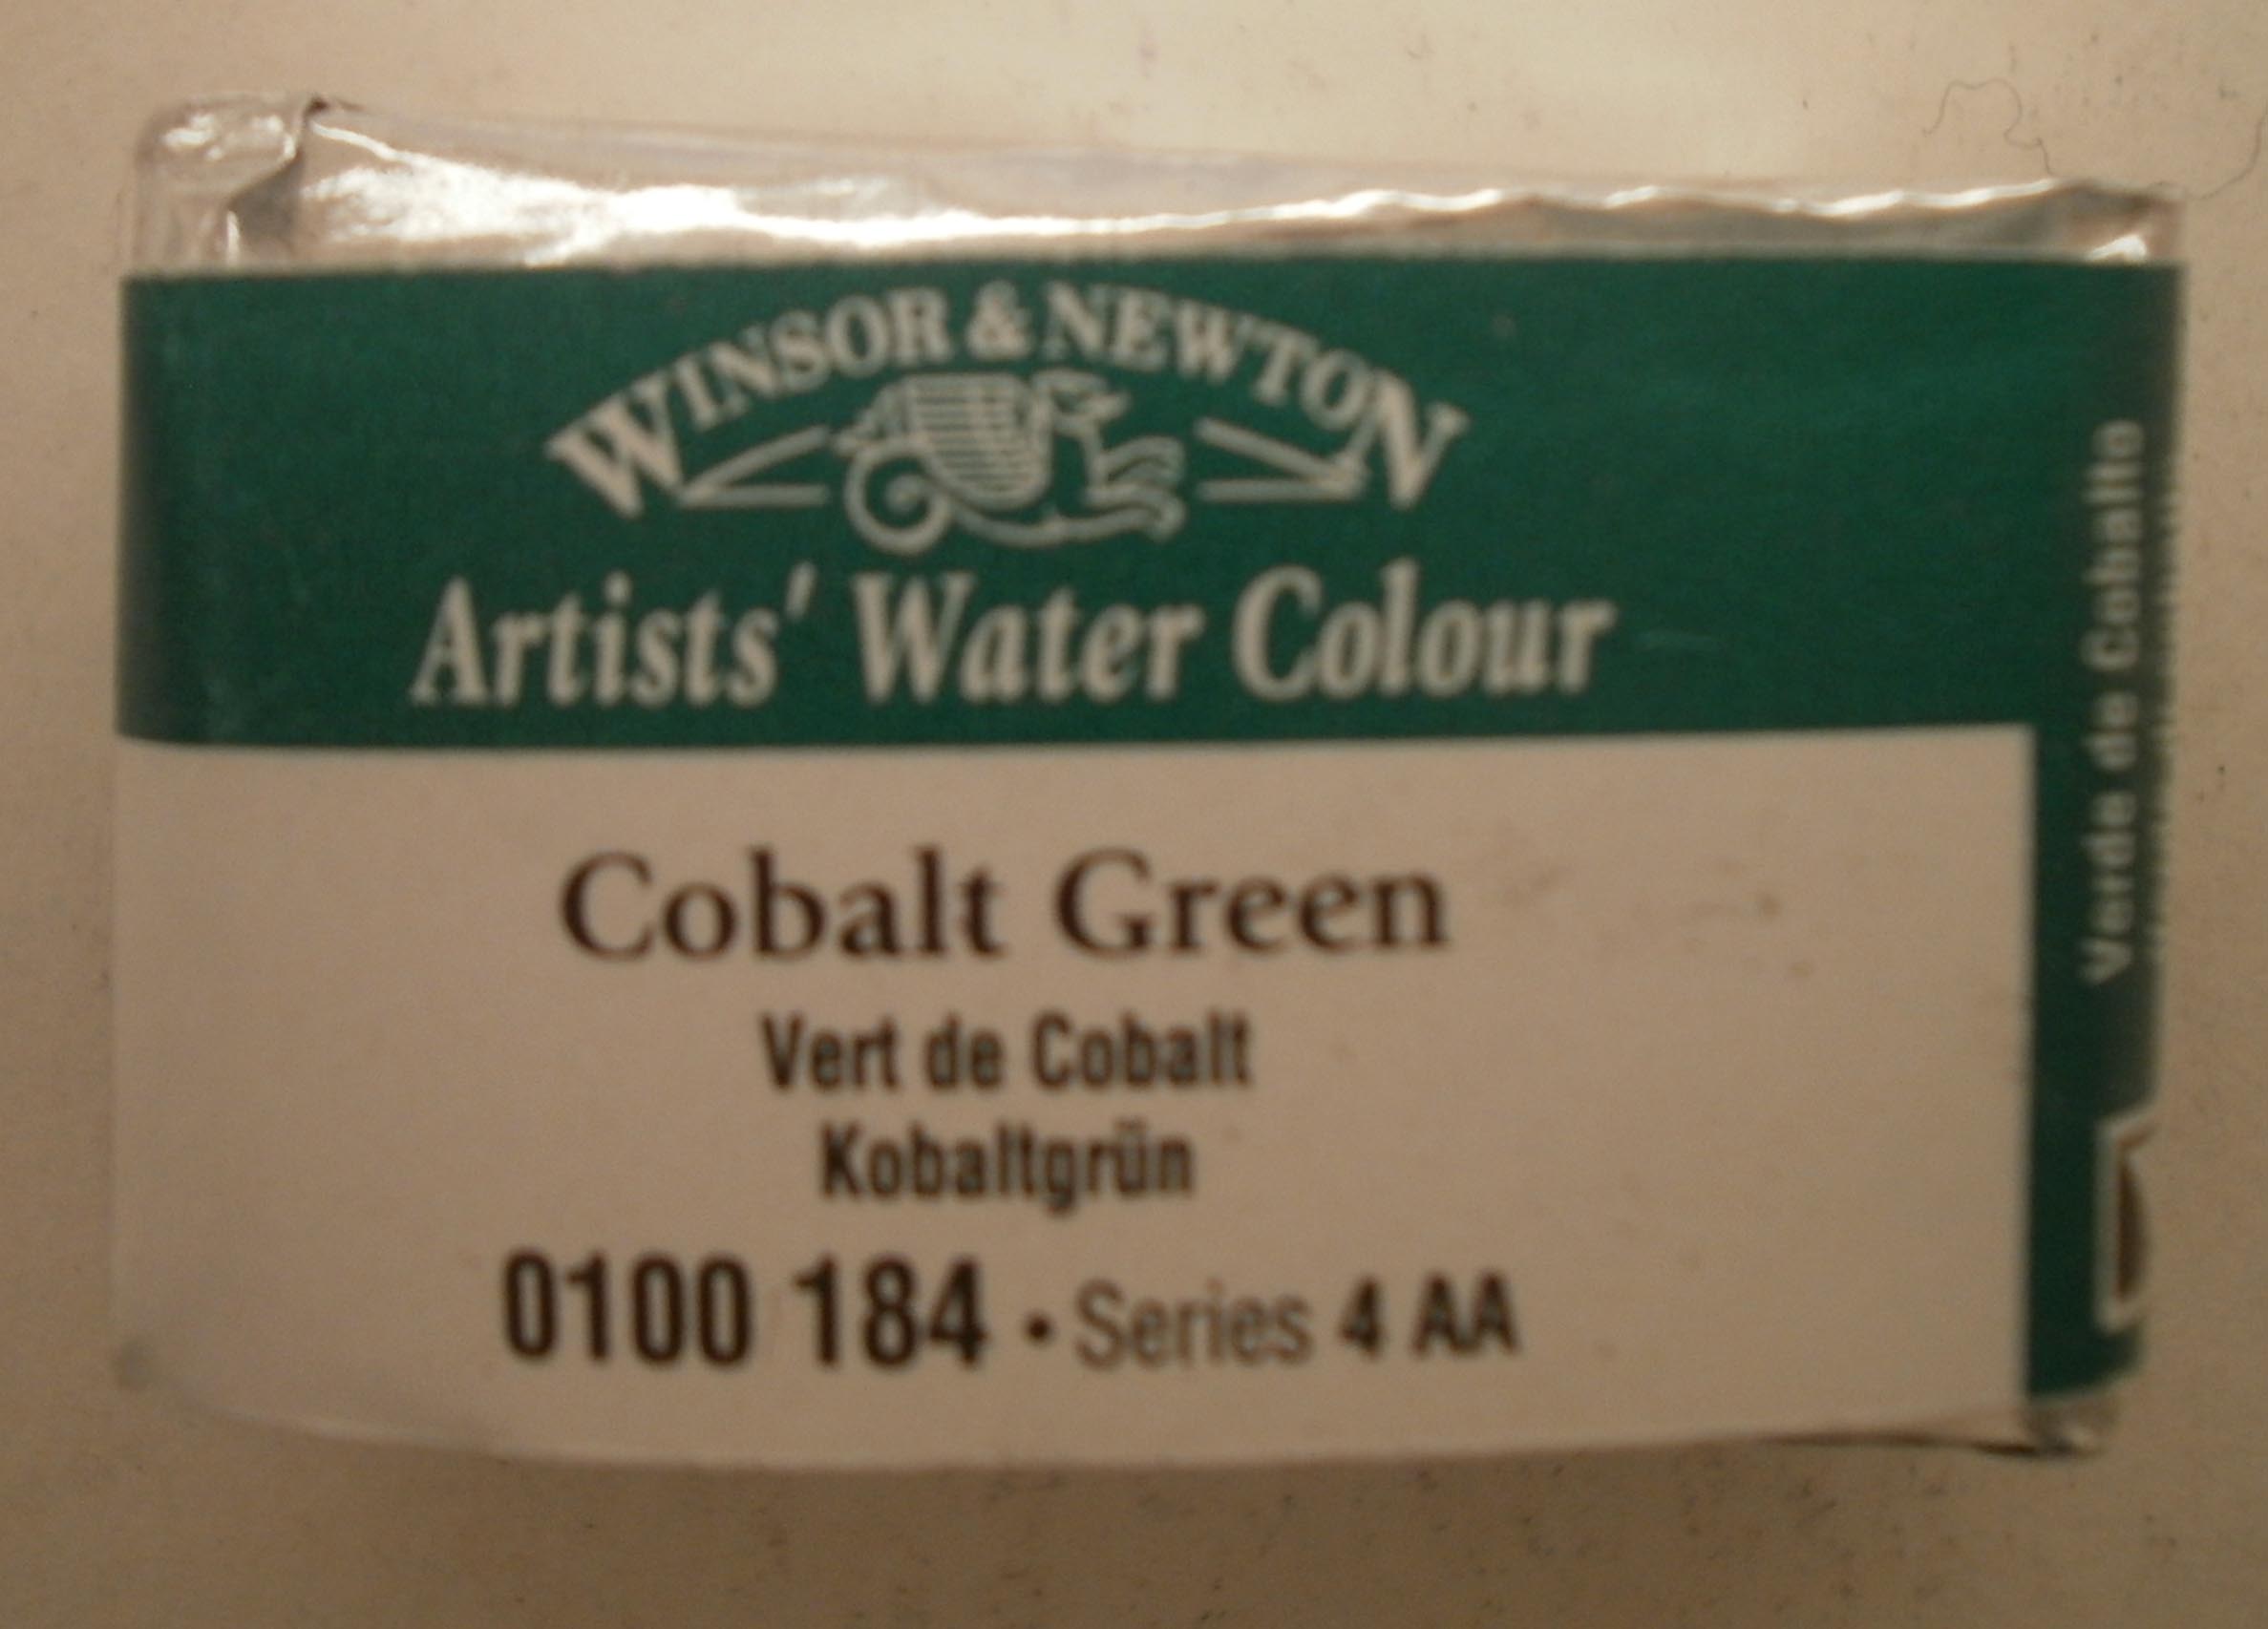 WINSOR & NEWTON
Artists' Water Colour
Cobalt Green
Vert de Cobalt
Kobaltgrün
0100 184 • Series 4 AA
Verde de Cobalto